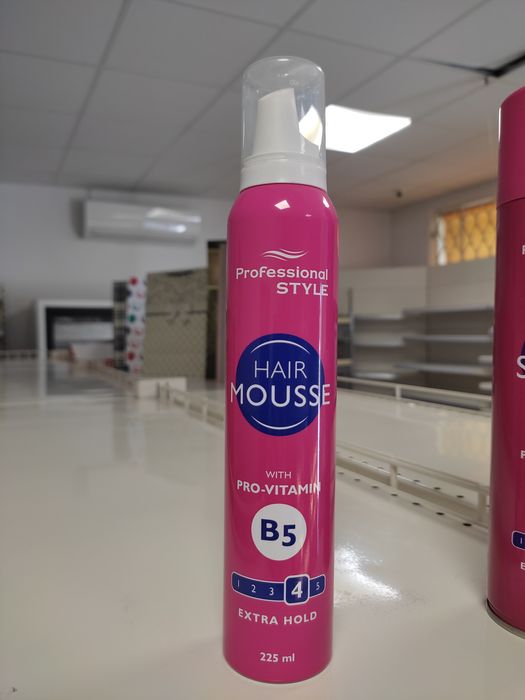 Professional
STYLE
HAIR
MOUSSE
WITH
PRO-VITAMIN
B5
1 2 3 4 5
EXTRA HOLD
225 ml